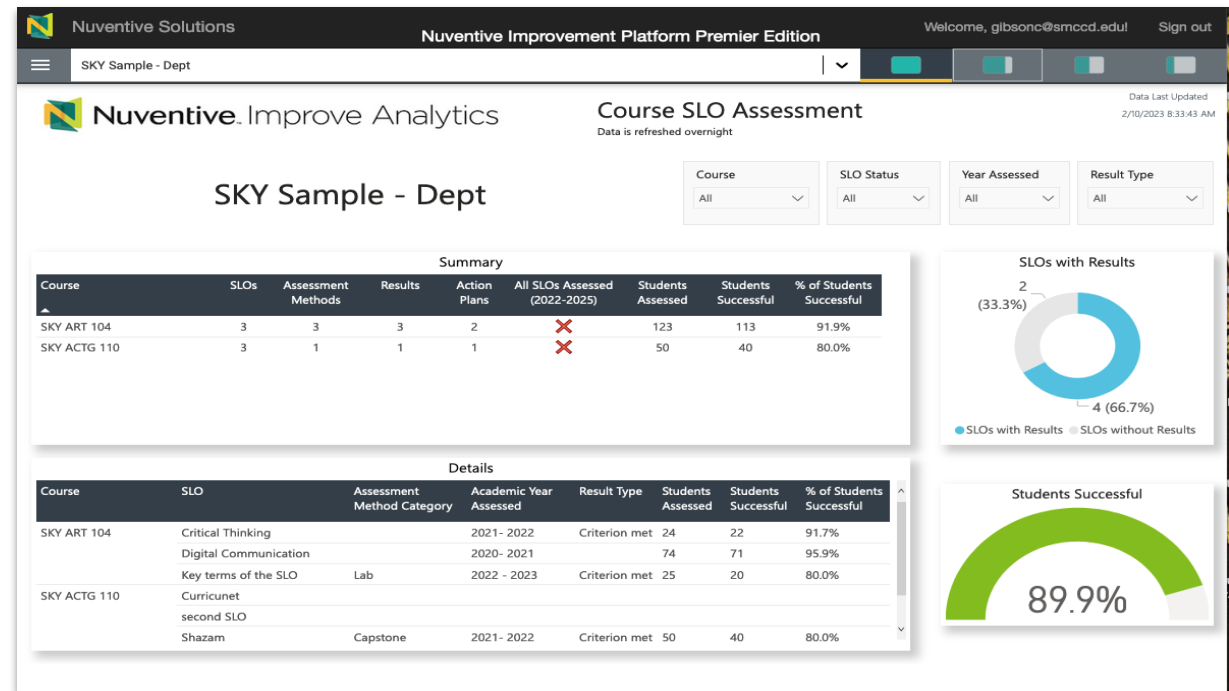 Nuventive Solutions
Nuventive Improvement Platform Premier Edition
Welcome, gibsonc@smccd.edu!
Sign out
SKY Sample - Dept
Nuventive Improve Analytics
Course SLO Assessment
Data is refreshed overnight
Data Last Updated
2/10/2023 8:33:43 AM
SKY Sample - Dept
Course
All
SLO Status
All
Year Assessed
All
Result Type
All
Summary
Course SLOs Assessment Methods Results Action Plans All SLOs Assessed (2022-2025) Students Assessed Students Successful % of Students Successful
SKY ART 104 3 3 3 2 123 113 91.9%
SKY ACTG 110 3 1 1 1 50 40 80.0%
SLOs with Results
2
(33.3%)
4 (66.7%)
SLOs with Results SLOs without Results
Details
Course SLO Assessment Method Category Academic Year Assessed Result Type Students Assessed Students Successful % of Students Successful
SKY ART 104 Critical Thinking 2021- 2022 Criterion met 24 22 91.7%
Digital Communication 2020- 2021 74 71 95.9%
Key terms of the SLO Lab 2022 - 2023 Criterion met 25 20 80.0%
SKY ACTG 110 Curricunet
second SLO
Shazam Capstone 2021- 2022 Criterion met 50 40 80.0%
Students Successful
89.9%